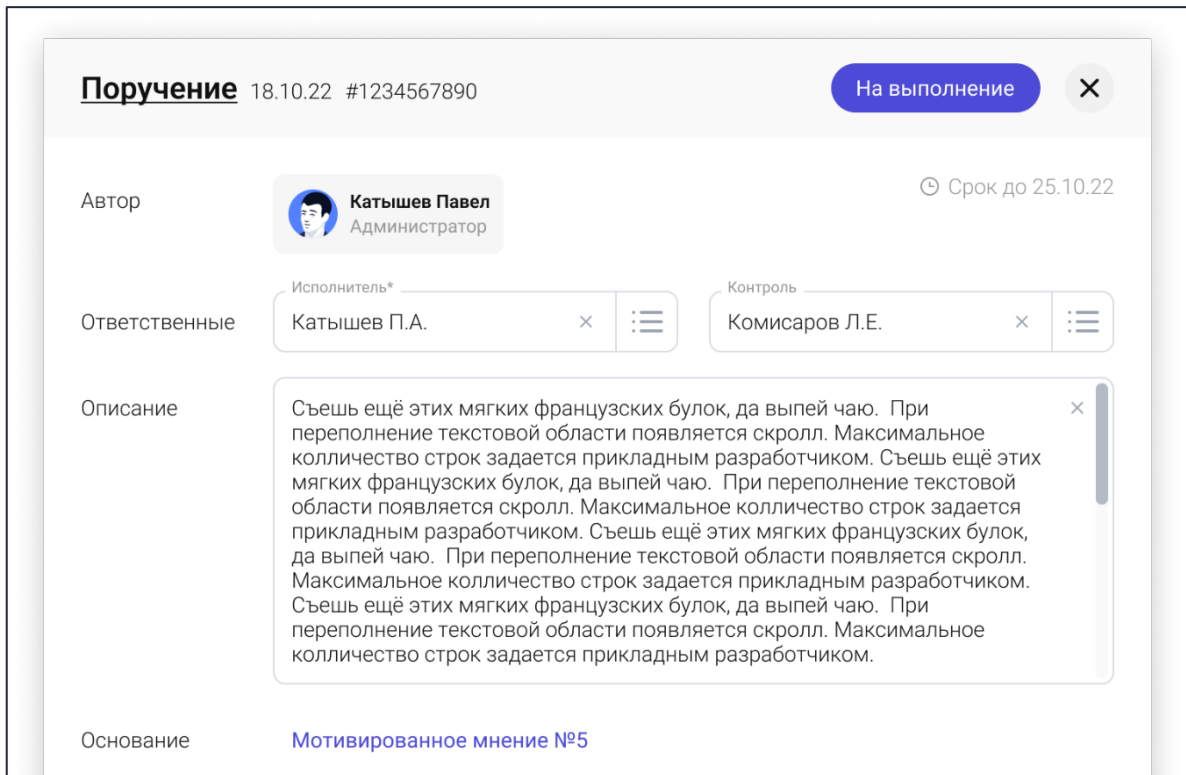 Поручение 18.10.22 #1234567890 На выполнение
Автор
Катышев Павел
Администратор
Срок до 25.10.22
Ответственные
Исполнитель*
Катышев П.А.
Контроль
Комисаров Л.Е.
Описание
Съешь ещё этих мягких французских булок, да выпей чаю. При
переполнение текстовой области появляется скролл. Максимальное
колличество строк задается прикладным разработчиком. Съешь ещё этих
мягких французских булок, да выпей чаю. При переполнение текстовой
области появляется скролл. Максимальное колличество строк задается
прикладным разработчиком. Съешь ещё этих мягких французских булок,
да выпей чаю. При переполнение текстовой области появляется скролл.
Максимальное колличество строк задается прикладным разработчиком.
Съешь ещё этих мягких французских булок, да выпей чаю. При
переполнение текстовой области появляется скролл. Максимальное
колличество строк задается прикладным разработчиком.
Основание
Мотивированное мнение №5